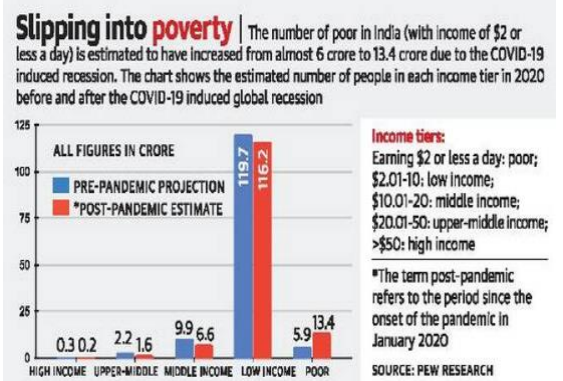 Slipping into poverty | The number of poor in India (with income of $2 or
less a day) is estimated to have increased from almost 6 crore to 13.4 crore due to the COVID-19
induced recession. The chart shows the estimated number of people in each income tier in 2020
before and after the COVID-19 induced global recession
125
100
75
50
25
0
ALL FIGURES IN CRORE
PRE-PANDEMIC PROJECTION
*POST-PANDEMIC ESTIMATE
0.3 0.2
2.2 1.6
9.9 6.6
119.7
116.2
5.9 13.4
HIGH INCOME UPPER-MIDDLE MIDDLE INCOME LOW INCOME POOR
Income tiers:
Earning $2 or less a day: poor;
$2.01-10: low income;
$10.01-20: middle income;
$20.01-50: upper-middle income;
>$50: high income
*The term post-pandemic
refers to the period since the
onset of the pandemic in
January 2020
SOURCE: PEW RESEARCH